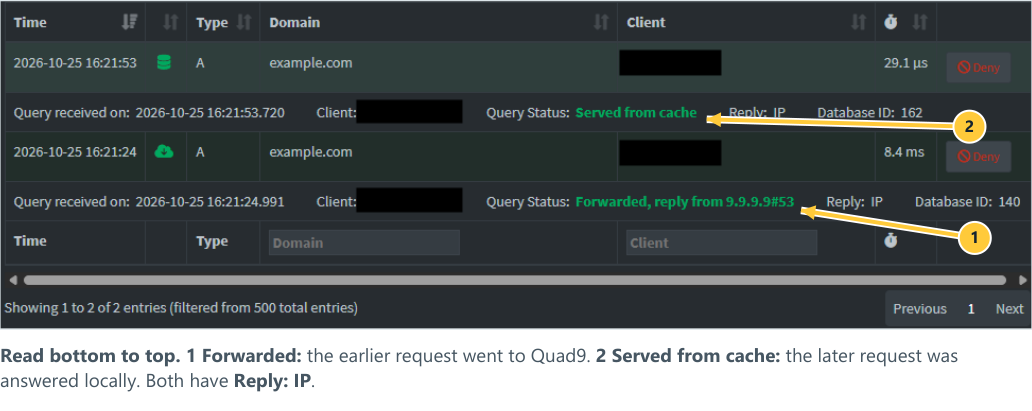 Time Type Domain Client
2026-10-25 16:21:53 A example.com 29.1 µs Deny
Query received on: 2026-10-25 16:21:53.720 Client: Query Status: Served from cache Reply: IP Database ID: 162
2
2026-10-25 16:21:24 A example.com 8.4 ms Deny
Query received on: 2026-10-25 16:21:24.991 Client: Query Status: Forwarded, reply from 9.9.9.9#53 Reply: IP Database ID: 140
1
Time Type Domain Client
Showing 1 to 2 of 2 entries (filtered from 500 total entries) Previous 1 Next
Read bottom to top. 1 Forwarded: the earlier request went to Quad9. 2 Served from cache: the later request was
answered locally. Both have Reply: IP.